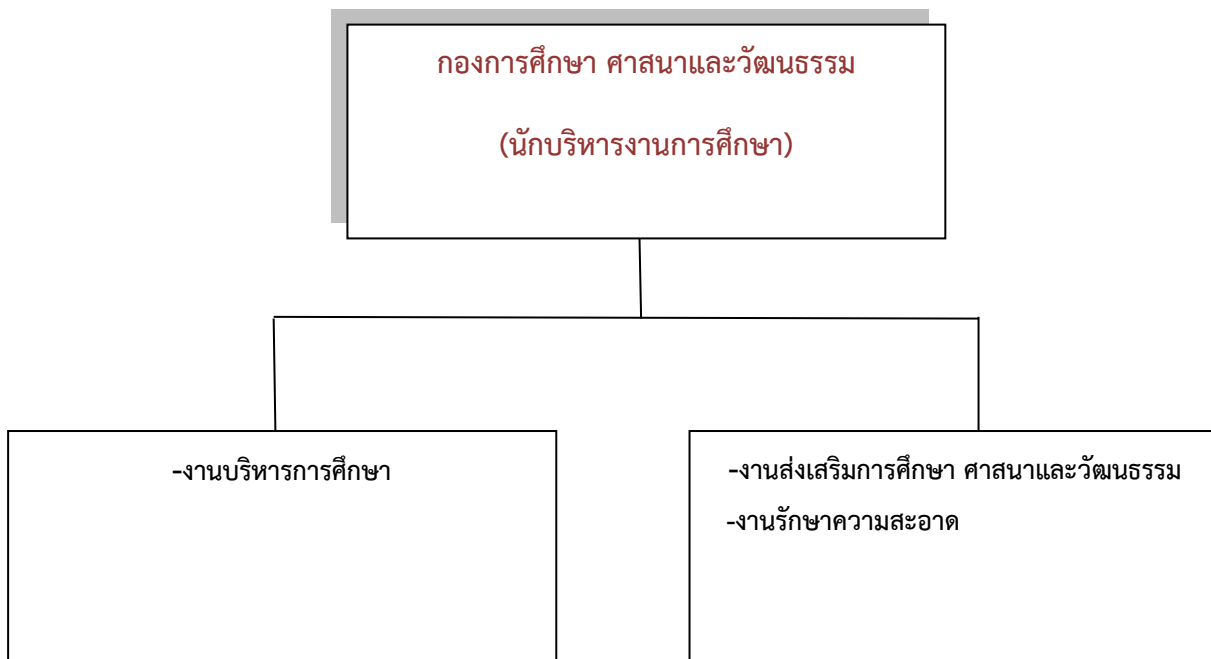 กองการศึกษา ศาสนาและวัฒนธรรม
(นักบริหารงานการศึกษา)
-งานบริหารการศึกษา
-งานส่งเสริมการศึกษา ศาสนาและวัฒนธรรม
-งานรักษาความสะอาด